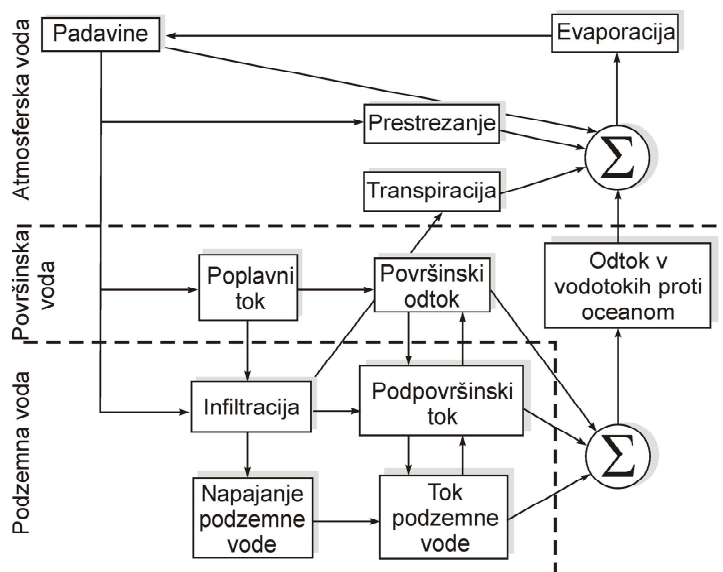 Padavine
Evaporacija
Atmosferska voda
Prestrezanje
Σ
Transpiracija
Površinska
voda
Poplavni
tok
Površinski
odtok
Odtok v
vodotokih proti
oceanom
Podzemna voda
Infiltracija
Podpovršinski
tok
Σ
Napajanje
podzemne
vode
Tok
podzemne
vode